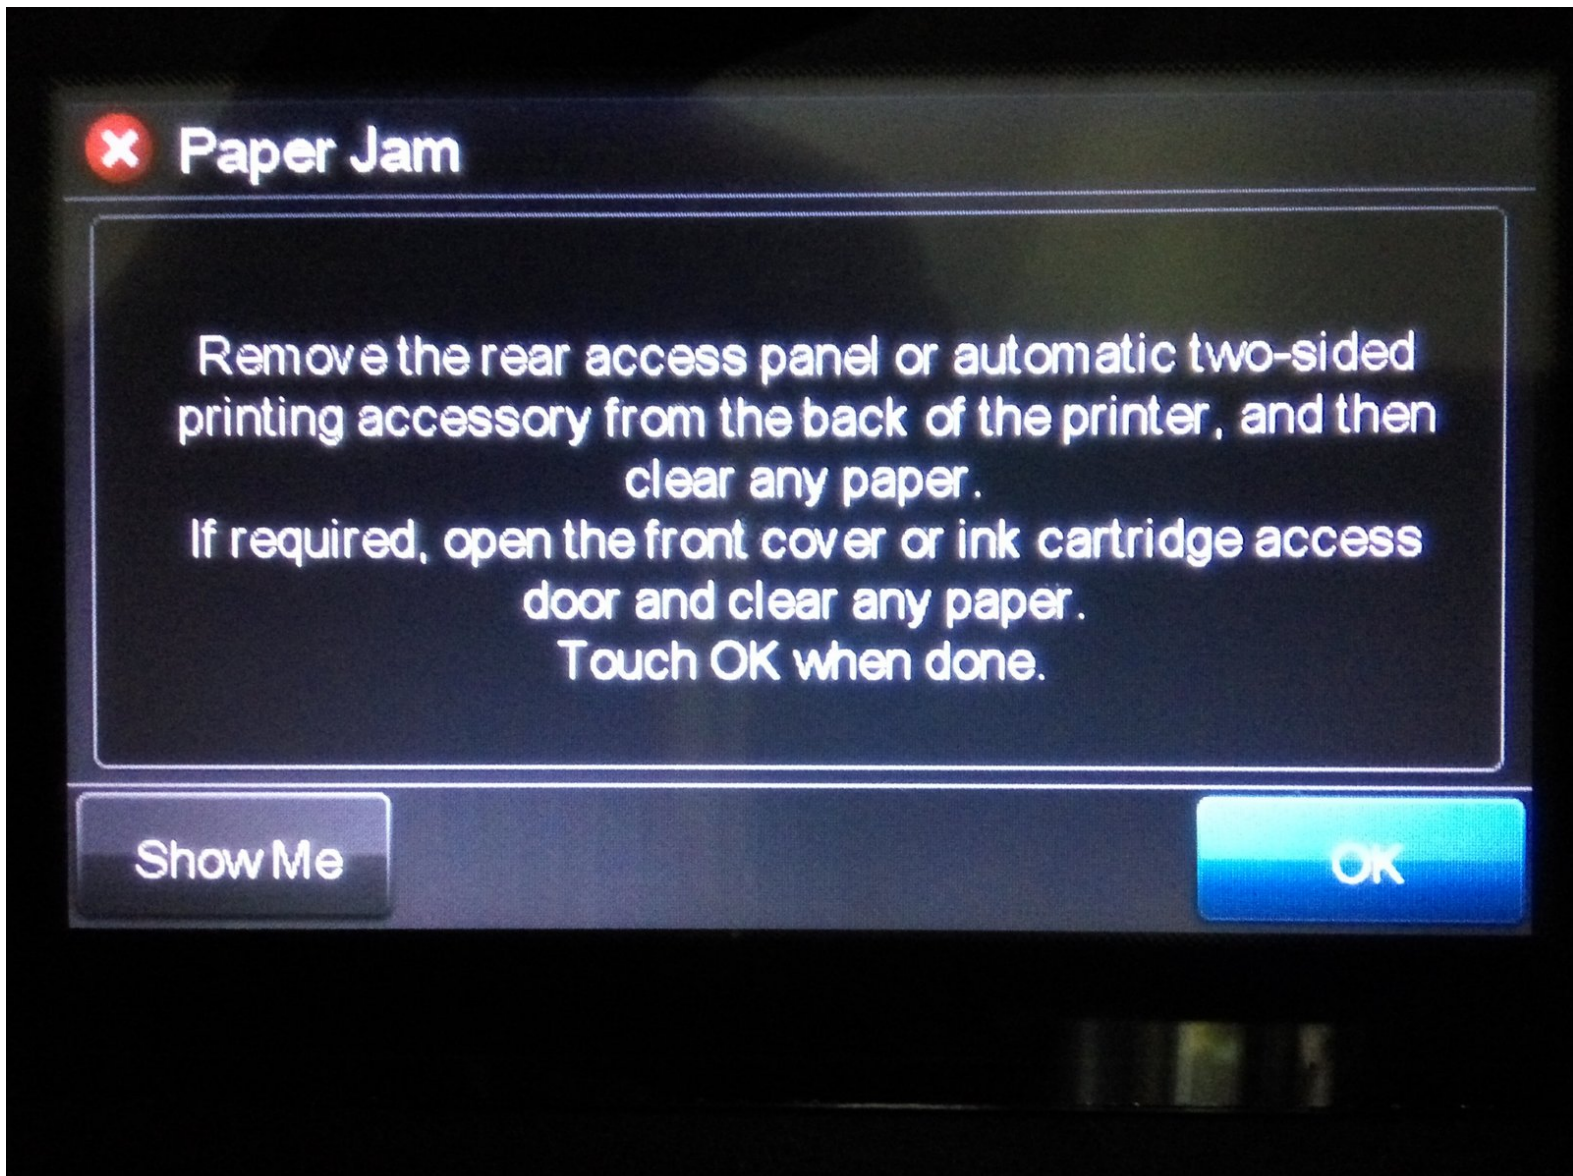 Paper Jam
Remove the rear access panel or automatic two-sided
printing accessory from the back of the printer, and then
clear any paper.
If required, open the front cover or ink cartridge access
door and clear any paper.
Touch OK when done.
Show Me
OK